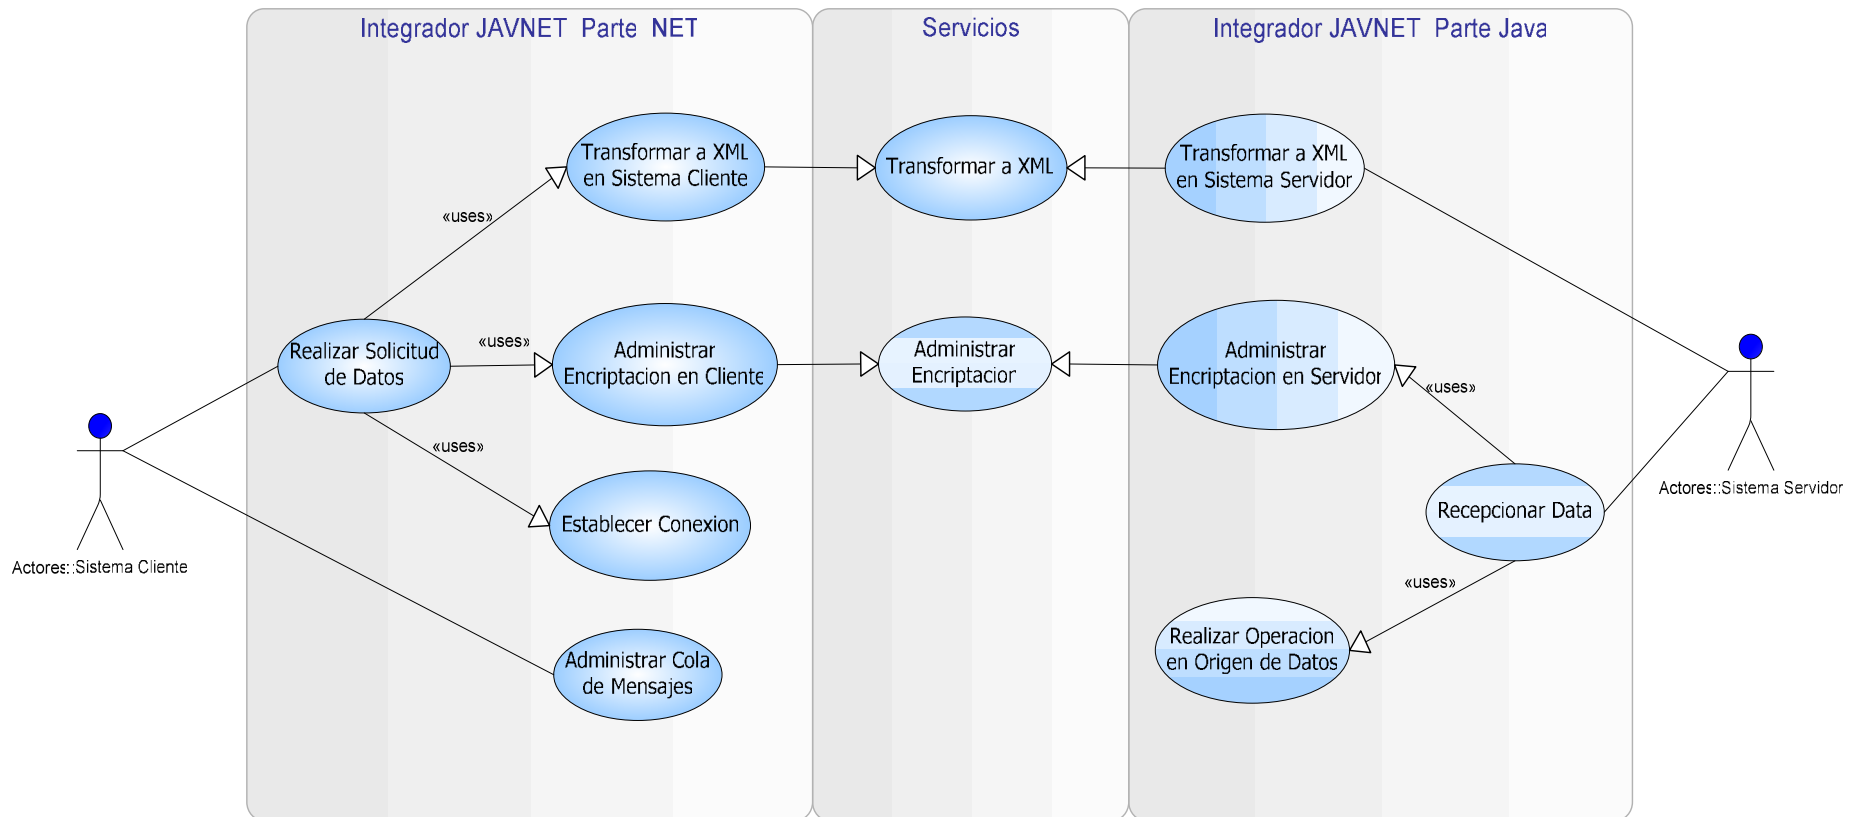 Integrador JAVNET Parte NET
Servicios
Integrador JAVNET Parte Java
Transformar a XML
en Sistema Cliente
Transformar a XML
Transformar a XML
en Sistema Servidor
«uses»
Realizar Solicitud
de Datos
«uses»
Administrar
Encriptacion en Cliente
Administrar
Encriptacion
Administrar
Encriptacion en Servidor
«uses»
«uses»
Establecer Conexion
Recepcionar Data
Actores::Sistema Servidor
Actores::Sistema Cliente
«uses»
Administrar Cola
de Mensajes
Realizar Operacion
en Origen de Datos